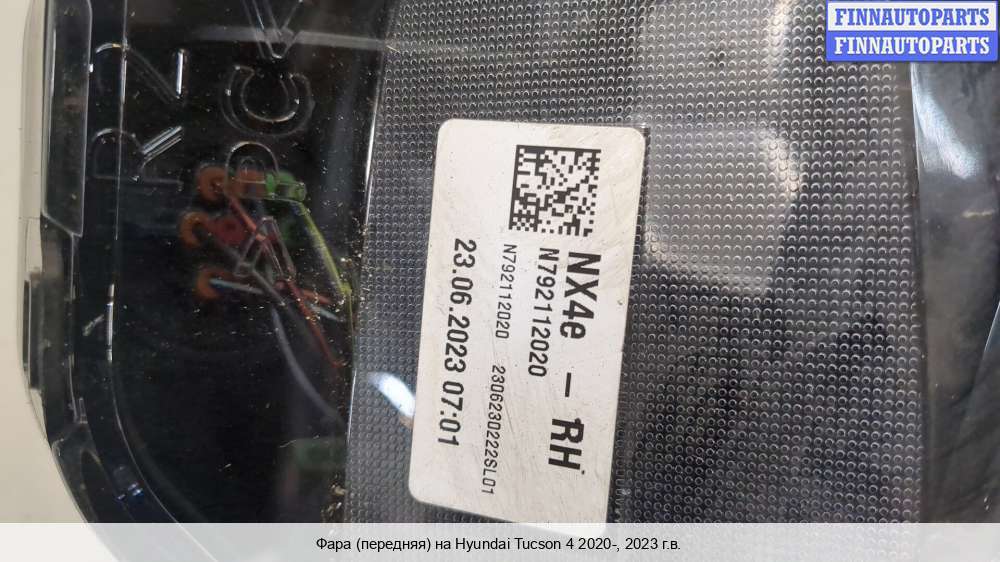 FINNAUTOPARTS
FINNAUTOPARTS
NX4e - RH
N792112020
N792112020 2306230222SL01
23.06.2023 07:01
Фара (передняя) на Hyundai Tucson 4 2020-, 2023 г.в.